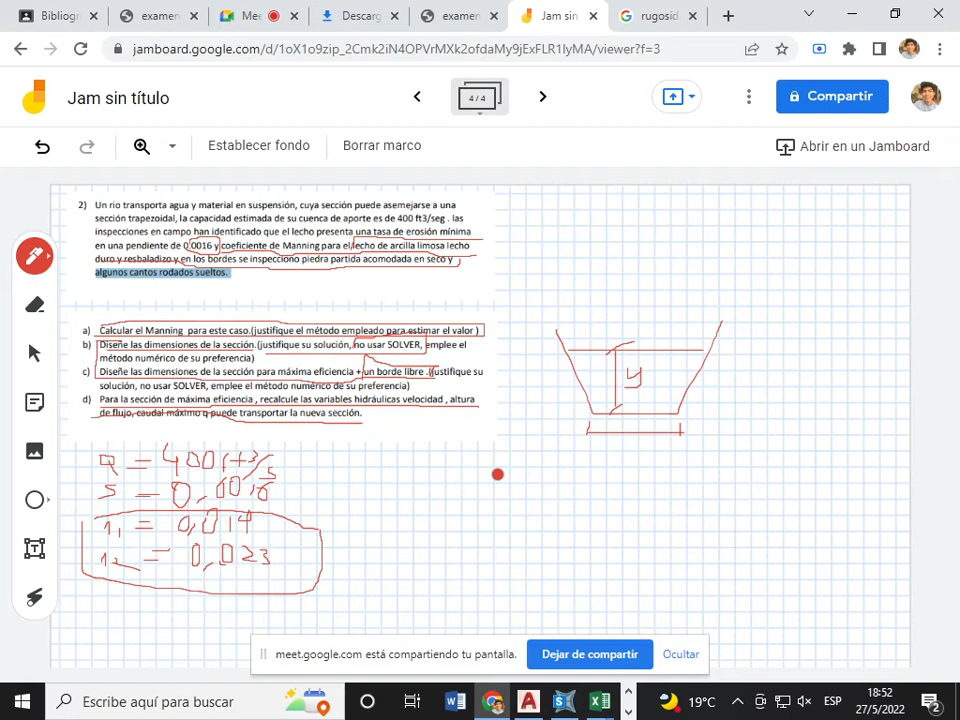 Bibliog
examen
Mee
Descarg
examen
Jam sin
rugosid
jamboard.google.com/d/1oX1o9zip_2Cmk2iN4OPVrMXk2ofdaMy9jExFLR1lyMA/viewer?f=3
Jam sin título
4 / 4
Compartir
Establecer fondo
Borrar marco
Abrir en un Jamboard
2) Un rio transporta agua y material en suspensión, cuya sección puede asemejarse a una
sección trapezoidal, la capacidad estimada de su cuenca de aporte es de 400 ft3/seg . las
inspecciones en campo han identificado que el lecho presenta una tasa de erosión mínima
en una pendiente de 0.0016 y coeficiente de Manning para el lecho de arcilla limosa lecho
duro y resbaladizo y en los bordes se inspecciono piedra partida acomodada en seco y
algunos cantos rodados sueltos.
a) Calcular el Manning para este caso.(justifique el método empleado para estimar el valor )
b) Diseñe las dimensiones de la sección.(justifique su solución, no usar SOLVER, emplee el
método numérico de su preferencia)
c) Diseñe las dimensiones de la sección para máxima eficiencia + un borde libre .(justifique su
solución, no usar SOLVER, emplee el método numérico de su preferencia)
d) Para la sección de máxima eficiencia , recalcule las variables hidráulicas velocidad , altura
de flujo, caudal máximo q puede transportar la nueva sección.
Q = 400 ft3/s
S = 0,0016
n1 = 0,014
n2 = 0,023
y
meet.google.com está compartiendo tu pantalla.
Dejar de compartir
Ocultar
Escribe aquí para buscar
19°C
ESP
18:52
27/5/2022
2